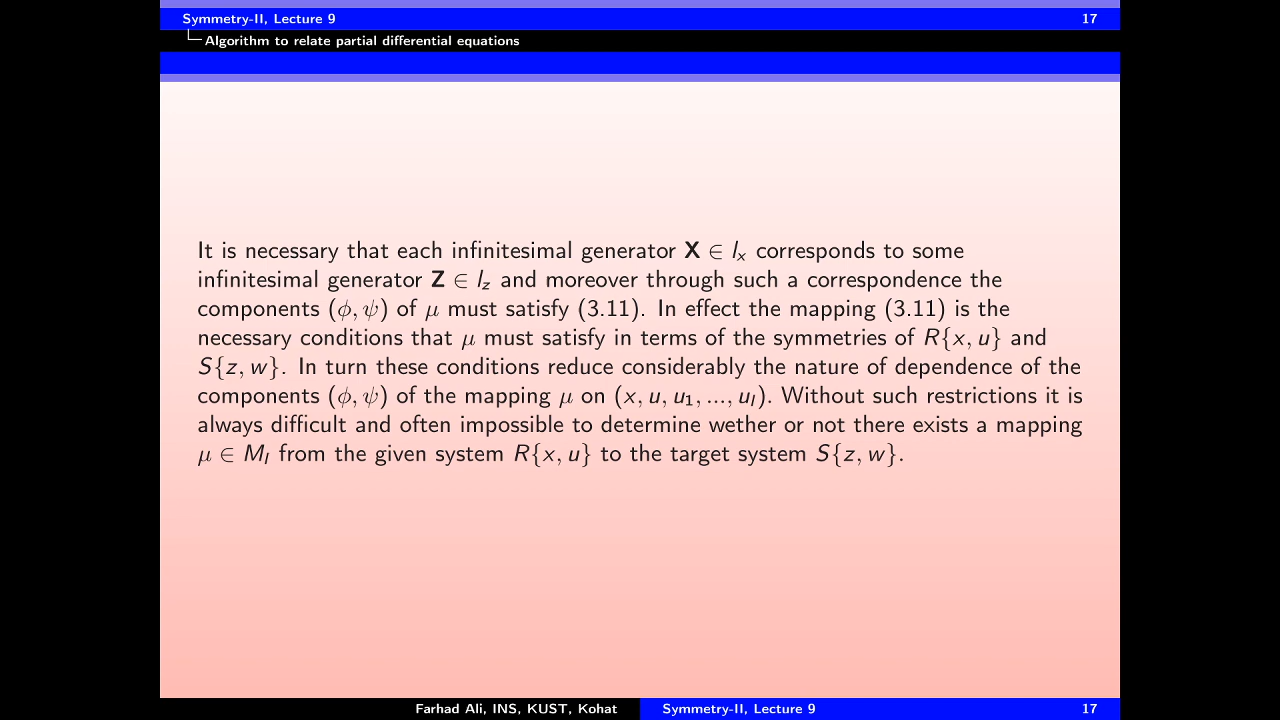 Symmetry-II, Lecture 9 17
Algorithm to relate partial differential equations
It is necessary that each infinitesimal generator X ∈ l_x corresponds to some
infinitesimal generator Z ∈ l_z and moreover through such a correspondence the
components (ϕ, ψ) of μ must satisfy (3.11). In effect the mapping (3.11) is the
necessary conditions that μ must satisfy in terms of the symmetries of R{x, u} and
S{z, w}. In turn these conditions reduce considerably the nature of dependence of the
components (ϕ, ψ) of the mapping μ on (x, u, u₁, ..., u_l). Without such restrictions it is
always difficult and often impossible to determine wether or not there exists a mapping
μ ∈ M_l from the given system R{x, u} to the target system S{z, w}.
Farhad Ali, INS, KUST, Kohat Symmetry-II, Lecture 9 17